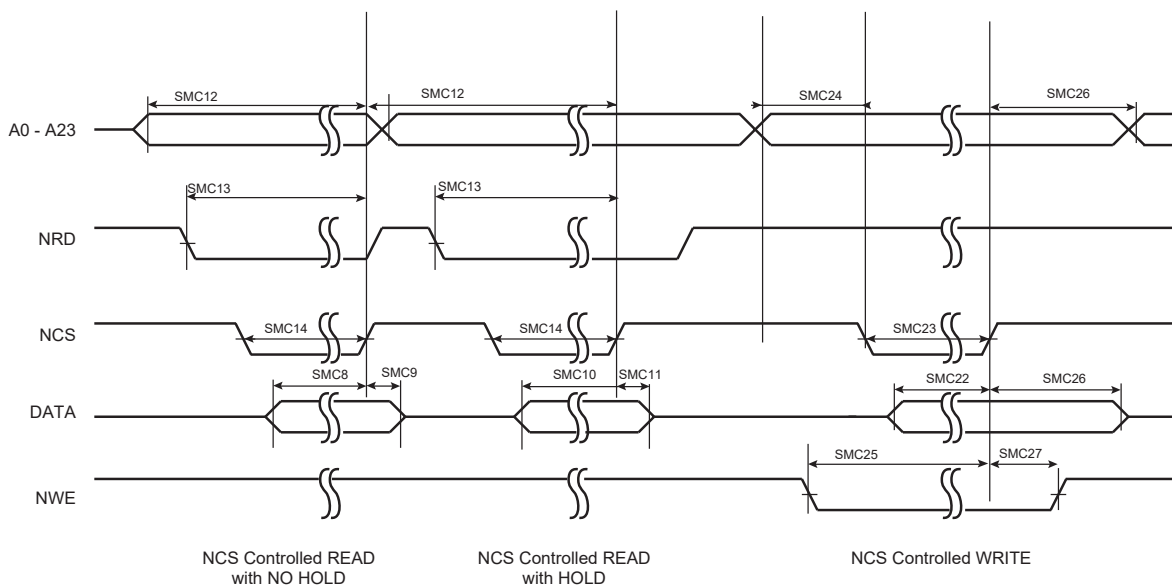 SMC12
SMC12
SMC24
SMC26
A0 - A23
SMC13
SMC13
NRD
NCS
SMC14
SMC14
SMC23
SMC8
SMC9
SMC10
SMC11
SMC22
SMC26
DATA
SMC25
SMC27
NWE
NCS Controlled READ
with NO HOLD
NCS Controlled READ
with HOLD
NCS Controlled WRITE